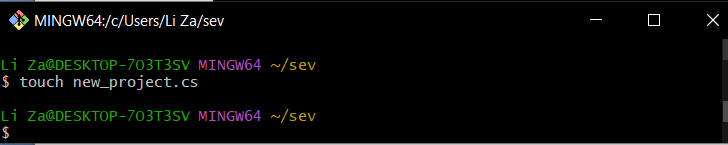 MINGW64:/c/Users/Li Za/sev
Li Za@DESKTOP-7O3T3SV MINGW64 ~/sev
$ touch new_project.cs
Li Za@DESKTOP-7O3T3SV MINGW64 ~/sev
$